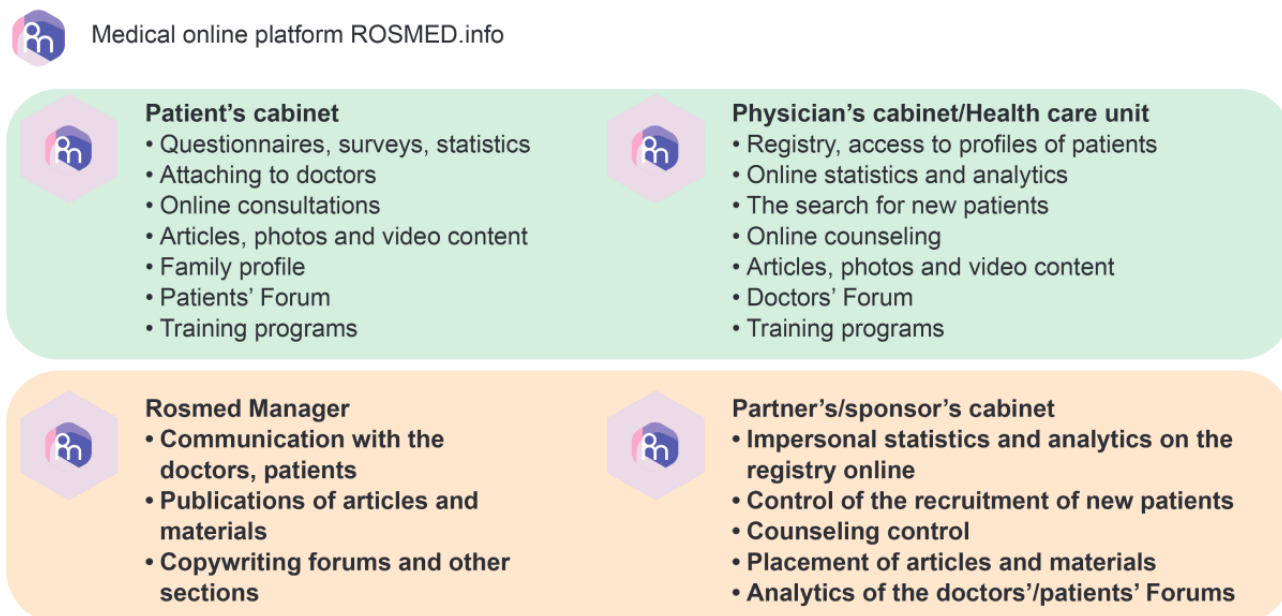 Medical online platform ROSMED.info
Patient's cabinet
• Questionnaires, surveys, statistics
• Attaching to doctors
• Online consultations
• Articles, photos and video content
• Family profile
• Patients' Forum
• Training programs
Physician's cabinet/Health care unit
• Registry, access to profiles of patients
• Online statistics and analytics
• The search for new patients
• Online counseling
• Articles, photos and video content
• Doctors' Forum
• Training programs
Rosmed Manager
• Communication with the
doctors, patients
• Publications of articles and
materials
• Copywriting forums and other
sections
Partner's/sponsor's cabinet
• Impersonal statistics and analytics on the
registry online
• Control of the recruitment of new patients
• Counseling control
• Placement of articles and materials
• Analytics of the doctors'/patients' Forums